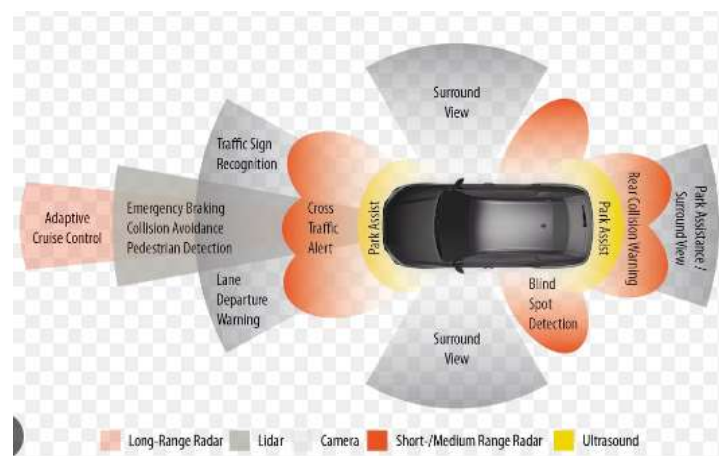 Surround
View
Traffic Sign
Recognition
Adaptive
Cruise Control
Emergency Braking
Collision Avoidance
Pedestrian Detection
Cross
Traffic
Alert
Park Assist
Park Assist
Rear Collision Warning
Park Assistance /
Surround View
Lane
Departure
Warning
Blind
Spot
Detection
Surround
View
Long-Range Radar
Lidar
Camera
Short-/Medium Range Radar
Ultrasound